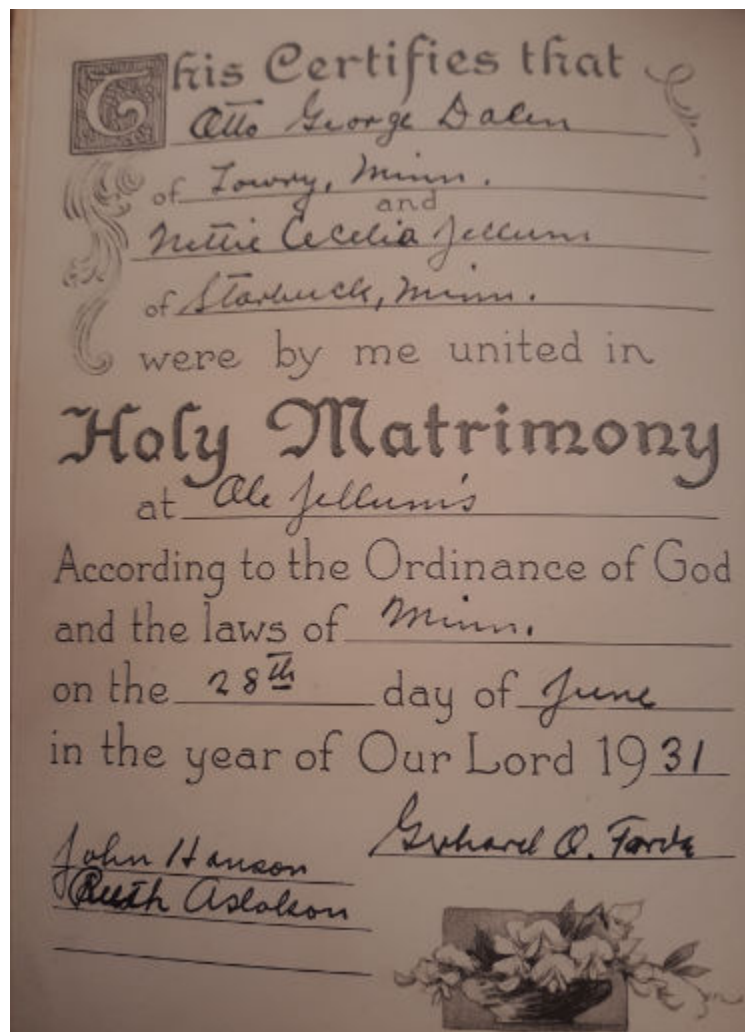 This Certifies that
Otto George Dalen
of Lowry, Minn.
and
Nettie Cecelia Jellum
of Starbuck, Minn.
were by me united in
Holy Matrimony
at Ole Jellum's
According to the Ordinance of God
and the laws of Minn.
on the 28th day of June
in the year of Our Lord 1931
Gerhard O. Forde
John Hanson
Ruth Aslakson